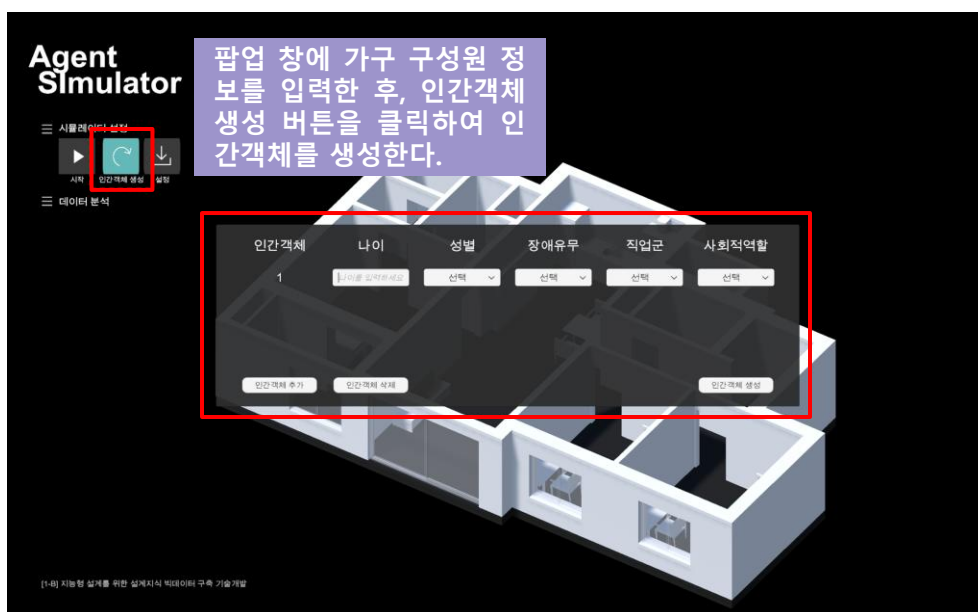 Agent
Simulator
팝업 창에 가구 구성원 정
보를 입력한 후, 인간객체
생성 버튼을 클릭하여 인
간객체를 생성한다.
시뮬레이터 설정
시작 인간객체 생성 설정
데이터 분석
인간객체 나이 성별 장애유무 직업군 사회적역할
1 나이를 입력하세요 선택 선택 선택 선택
인간객체 추가 인간객체 삭제 인간객체 생성
[1-B] 지능형 설계를 위한 설계지식 빅데이터 구축 기술개발